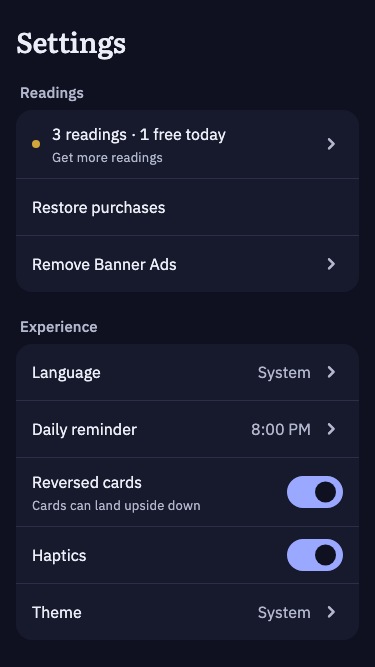 Settings
Readings
3 readings · 1 free today
Get more readings
Restore purchases
Remove Banner Ads
Experience
Language System
Daily reminder 8:00 PM
Reversed cards
Cards can land upside down
Haptics
Theme System